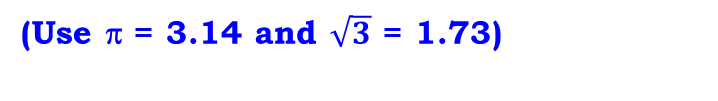 (Use π = 3.14 and √3 = 1.73)